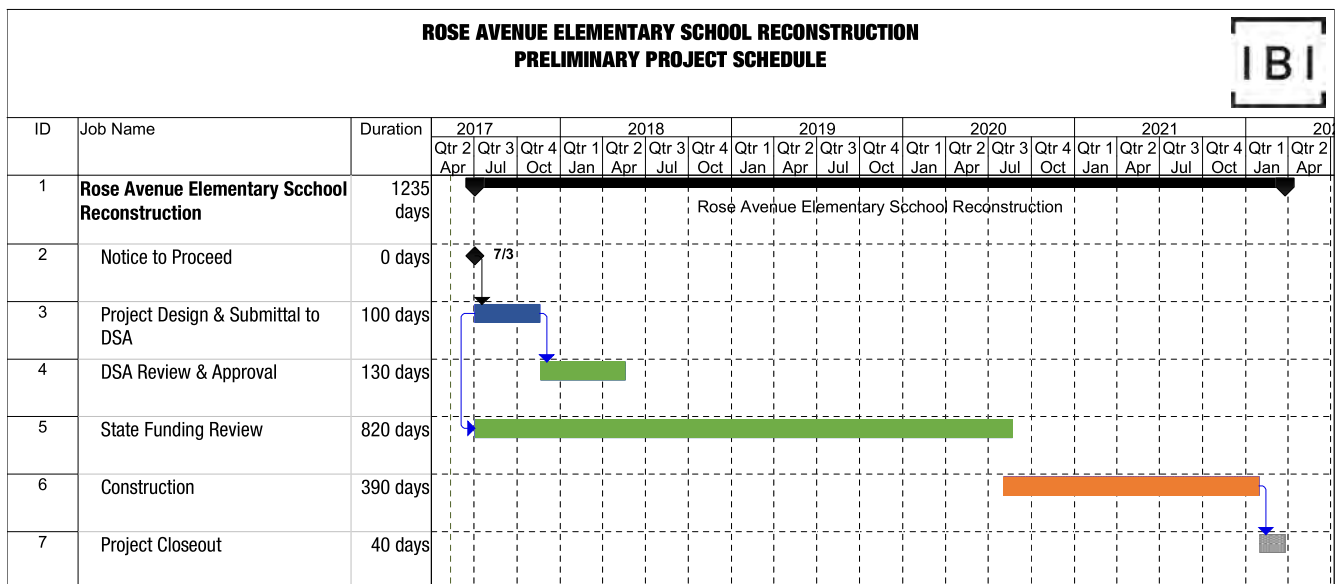 ROSE AVENUE ELEMENTARY SCHOOL RECONSTRUCTION
PRELIMINARY PROJECT SCHEDULE
IBI
ID Job Name Duration 2017 2018 2019 2020 2021
Qtr 2 Qtr 3 Qtr 4 Qtr 1 Qtr 2 Qtr 3 Qtr 4 Qtr 1 Qtr 2 Qtr 3 Qtr 4 Qtr 1 Qtr 2 Qtr 3 Qtr 4 Qtr 1 Qtr 2 Qtr 3 Qtr 4 Qtr 1 Qtr 2
Apr Jul Oct Jan Apr Jul Oct Jan Apr Jul Oct Jan Apr Jul Oct Jan Apr Jul Oct Jan Apr
1 Rose Avenue Elementary Scchool 1235
Reconstruction days
Rose Avenue Elementary Scchool Reconstruction
2 Notice to Proceed 0 days 7/3
3 Project Design & Submittal to 100 days
DSA
4 DSA Review & Approval 130 days
5 State Funding Review 820 days
6 Construction 390 days
7 Project Closeout 40 days